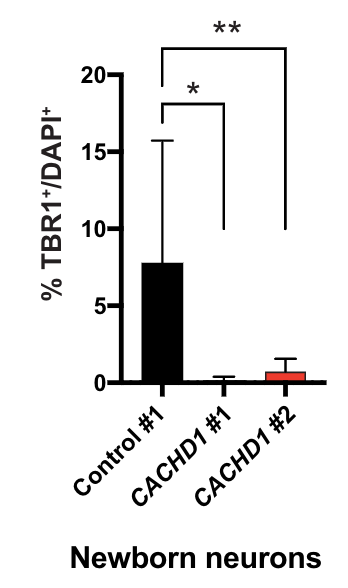 **
*
20
15
10
5
0
% TBR1⁺/DAPI⁺
Control #1
CACHD1 #1
CACHD1 #2
Newborn neurons